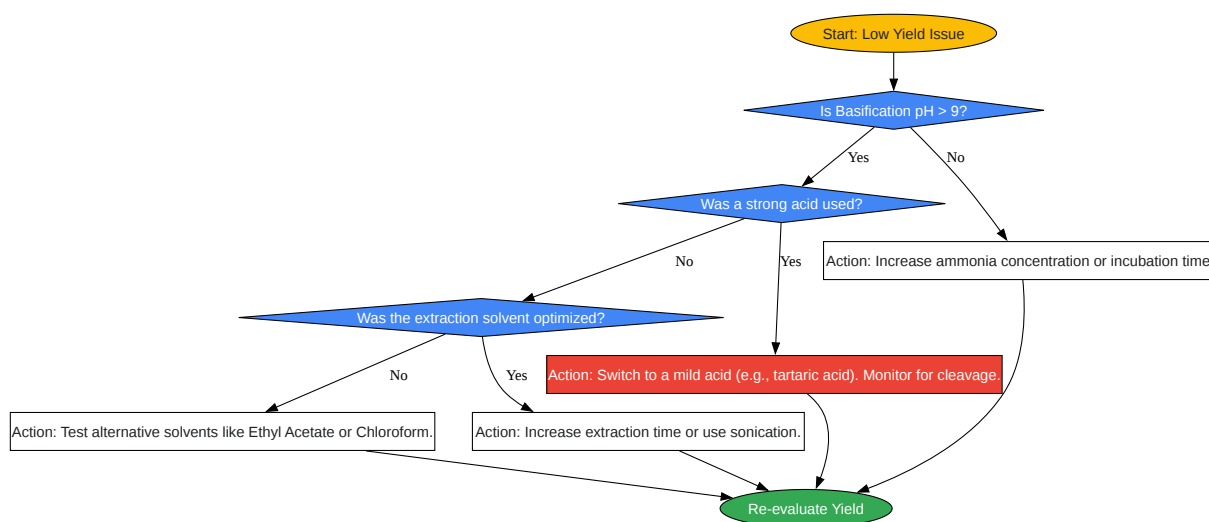 Start: Low Yield Issue
Is Basification pH > 9?
Yes
No
Was a strong acid used?
Action: Increase ammonia concentration or incubation time
No
Yes
Was the extraction solvent optimized?
Action: Switch to a mild acid (e.g., tartaric acid). Monitor for cleavage.
No
Yes
Action: Test alternative solvents like Ethyl Acetate or Chloroform.
Action: Increase extraction time or use sonication.
Re-evaluate Yield